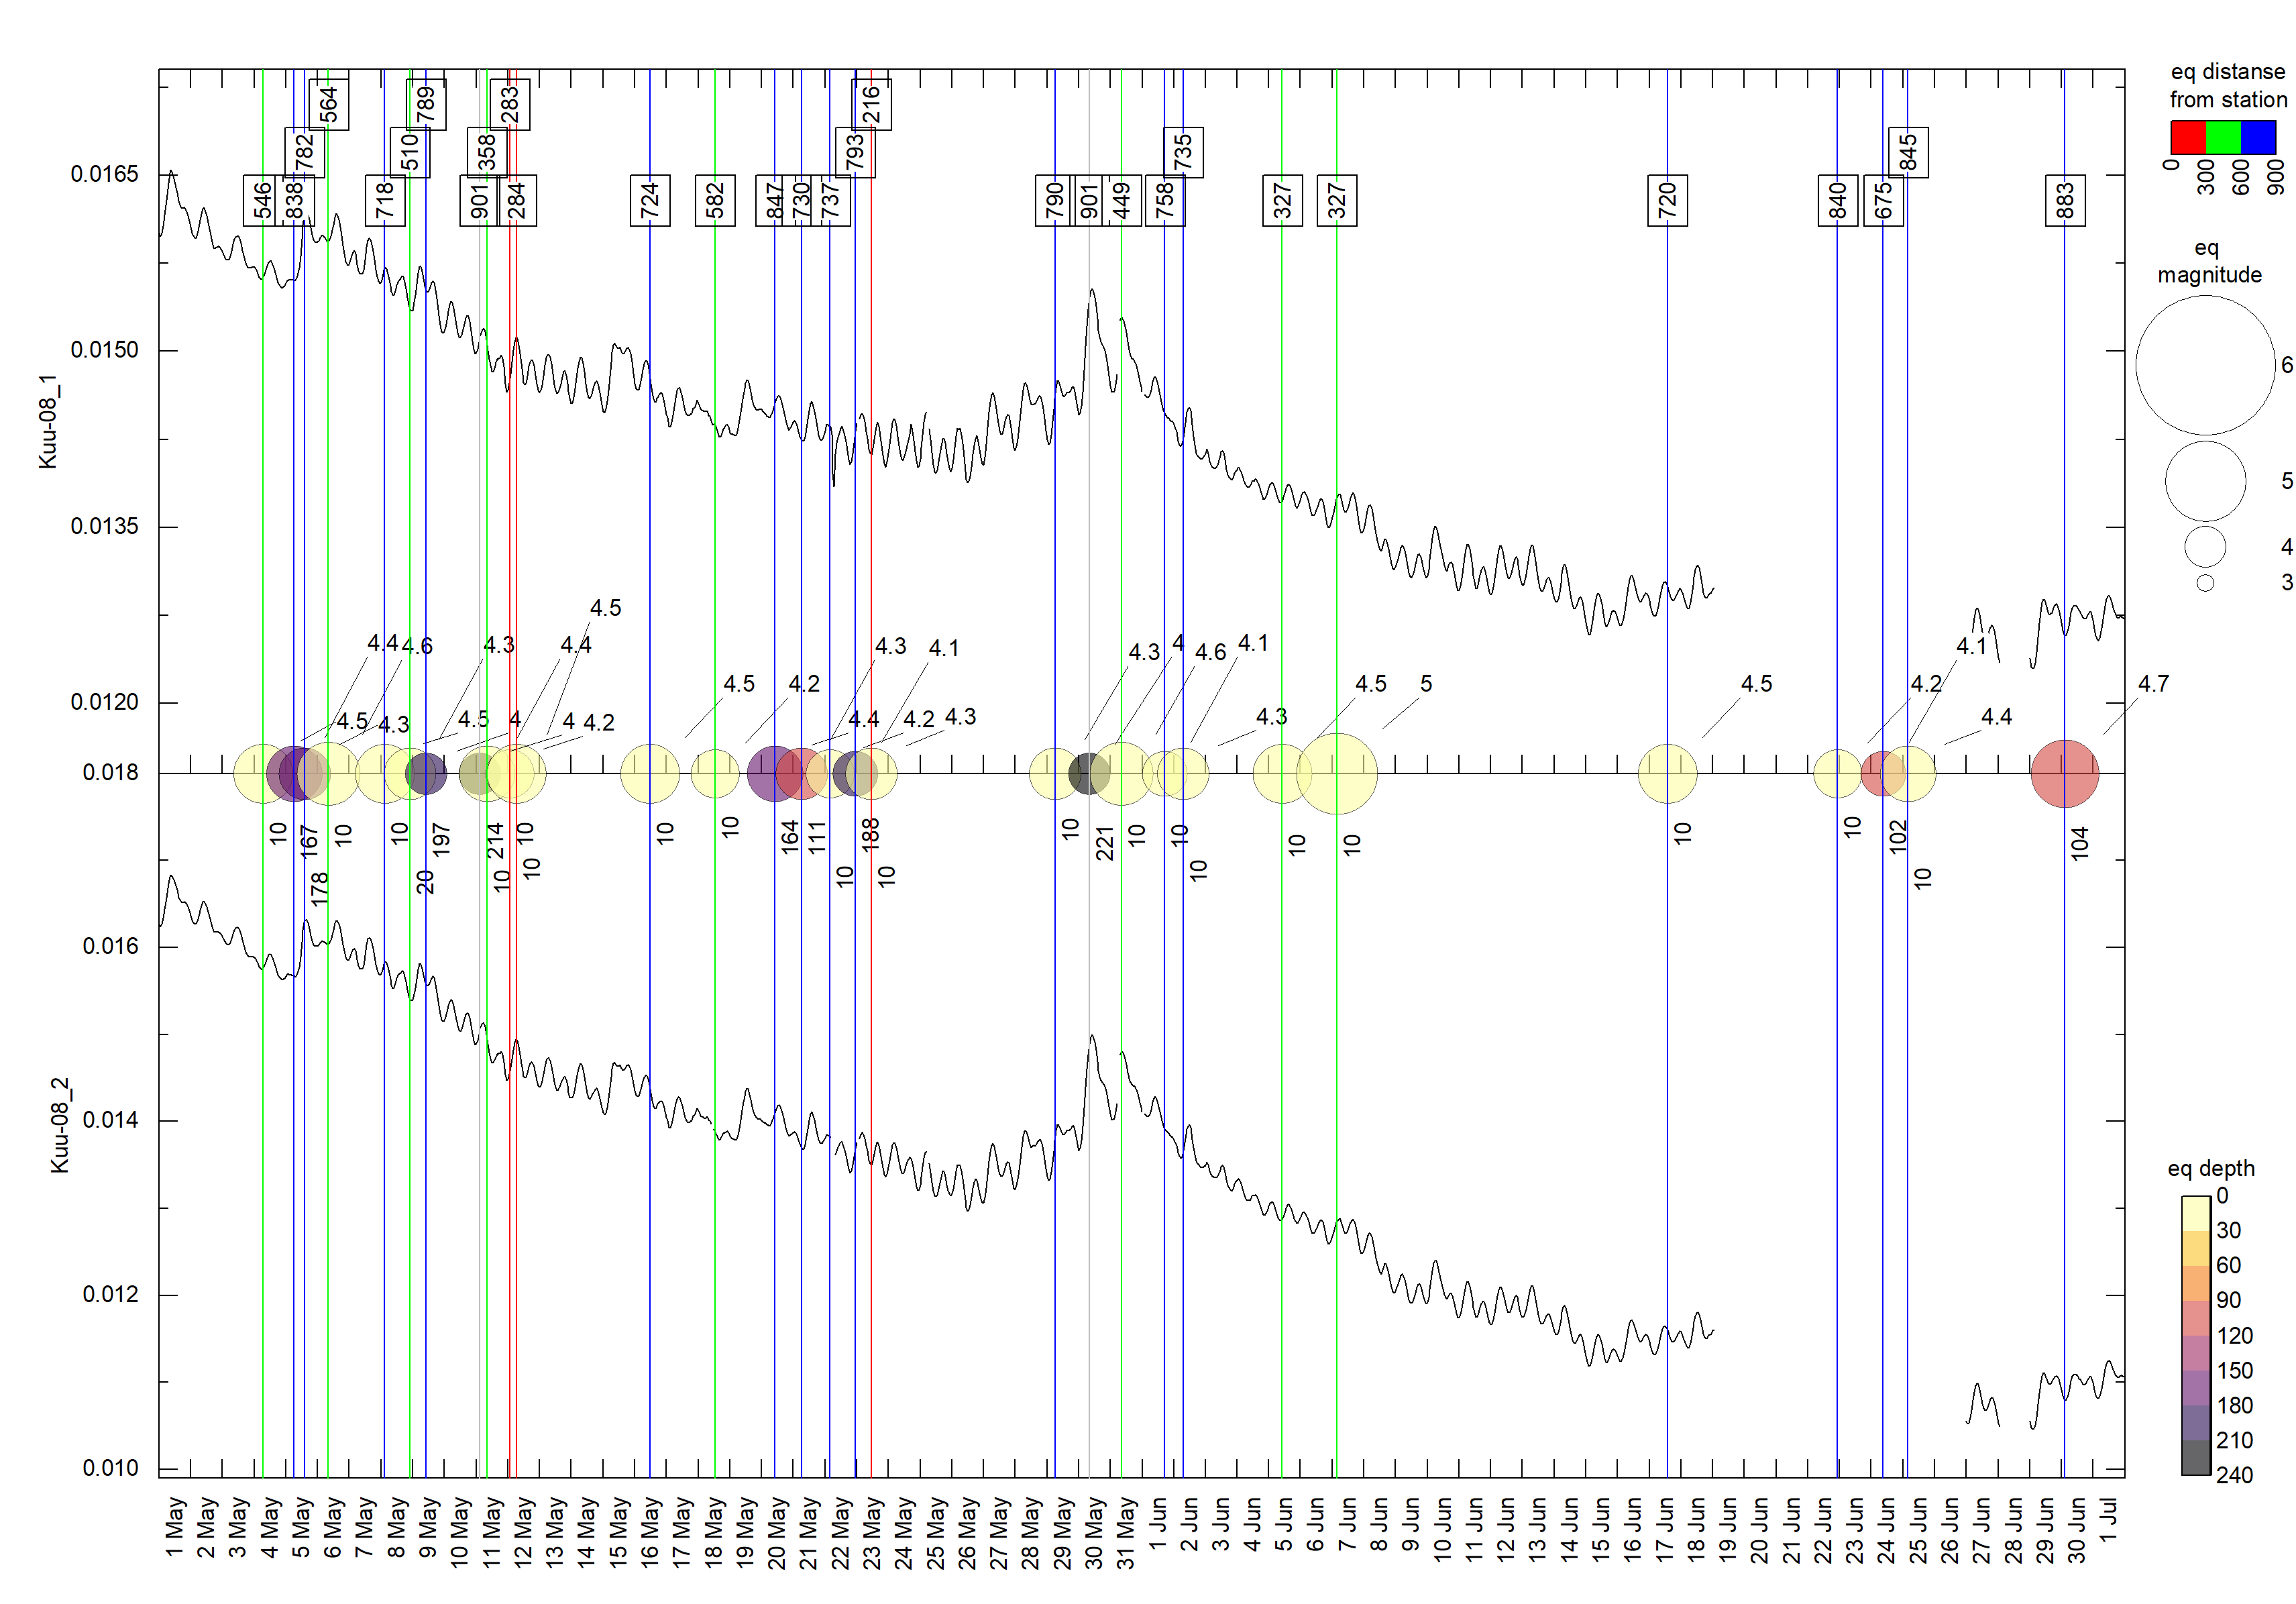 eq distanse
from station
0
300
600
900
eq
magnitude
6
5
4
3
564
789
283
216
782
510
358
793
735
845
546
838
718
901
284
724
582
847
730
737
790
901
449
758
327
327
720
840
675
883
0.0165
0.0150
0.0135
0.0120
Kuu-08_1
4.5
4.4
4.6
4.3
4.4
4.3
4.1
4.3
4
4.6
4.1
4.1
4.5
4.2
4.5
5
4.5
4.2
4.7
4.5
4.3
4.5
4
4
4.2
4.4
4.2
4.3
4.3
4.4
0.018
0.016
0.014
0.012
0.010
Kuu-08_2
10
167
10
10
197
214
10
10
10
164
111
188
10
221
10
10
10
10
10
10
102
104
178
20
10
10
10
10
10
10
eq depth
0
30
60
90
120
150
180
210
240
1 May
2 May
3 May
4 May
5 May
6 May
7 May
8 May
9 May
10 May
11 May
12 May
13 May
14 May
15 May
16 May
17 May
18 May
19 May
20 May
21 May
22 May
23 May
24 May
25 May
26 May
27 May
28 May
29 May
30 May
31 May
1 Jun
2 Jun
3 Jun
4 Jun
5 Jun
6 Jun
7 Jun
8 Jun
9 Jun
10 Jun
11 Jun
12 Jun
13 Jun
14 Jun
15 Jun
16 Jun
17 Jun
18 Jun
19 Jun
20 Jun
21 Jun
22 Jun
23 Jun
24 Jun
25 Jun
26 Jun
27 Jun
28 Jun
29 Jun
30 Jun
1 Jul